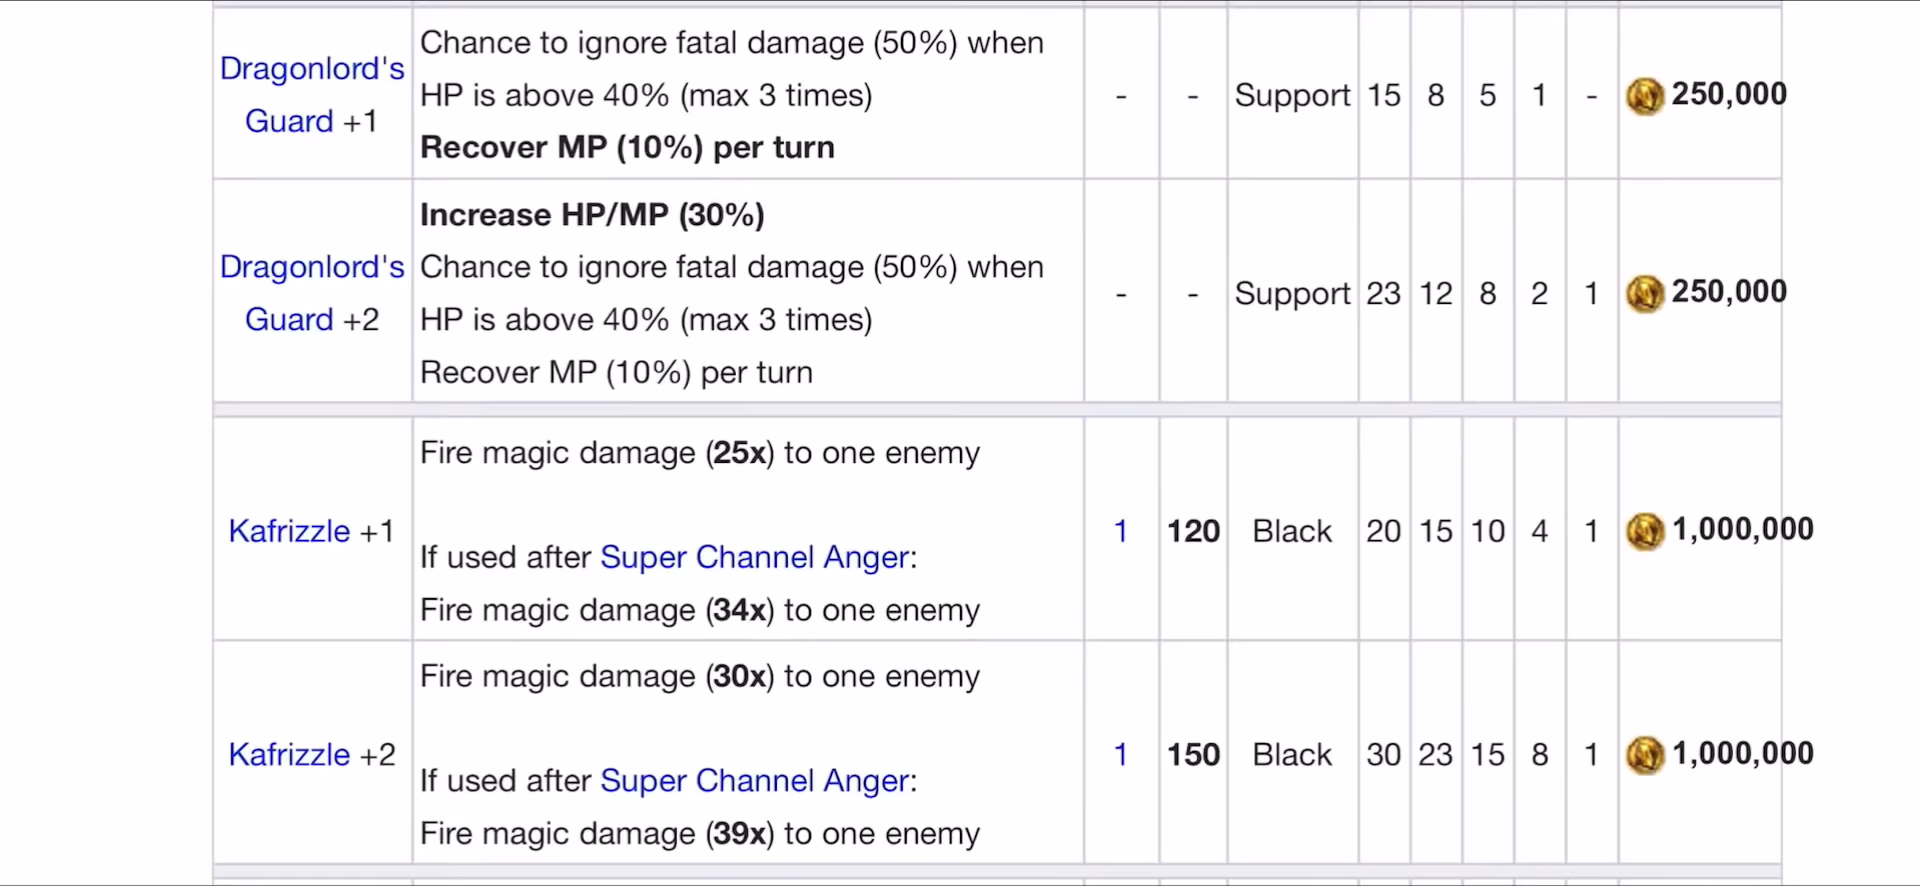 Dragonlord's Guard +1
Chance to ignore fatal damage (50%) when
HP is above 40% (max 3 times)
Recover MP (10%) per turn
- - Support 15 8 5 1 - 250,000
Dragonlord's Guard +2
Increase HP/MP (30%)
Chance to ignore fatal damage (50%) when
HP is above 40% (max 3 times)
Recover MP (10%) per turn
- - Support 23 12 8 2 1 250,000
Kafrizzle +1
Fire magic damage (25x) to one enemy
If used after Super Channel Anger:
Fire magic damage (34x) to one enemy
1 120 Black 20 15 10 4 1 1,000,000
Kafrizzle +2
Fire magic damage (30x) to one enemy
If used after Super Channel Anger:
Fire magic damage (39x) to one enemy
1 150 Black 30 23 15 8 1 1,000,000